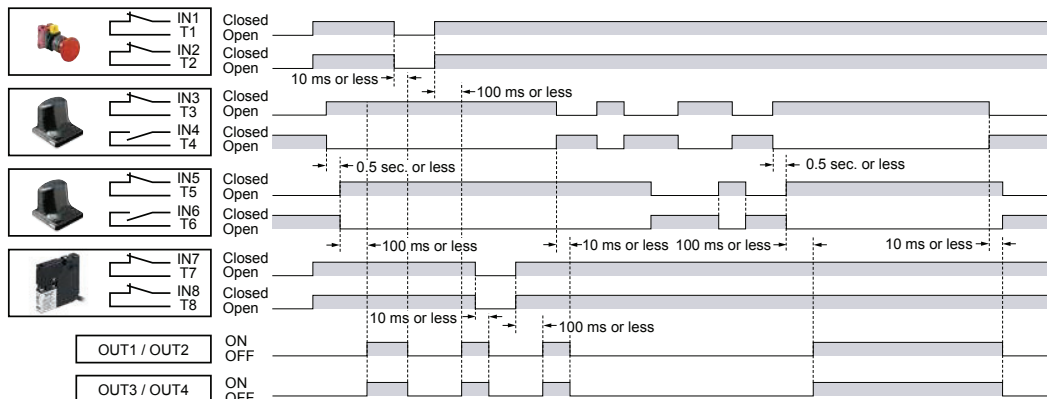 IN1 Closed
T1 Open
IN2 Closed
T2 Open
10 ms or less
100 ms or less
IN3 Closed
T3 Open
IN4 Closed
T4 Open
0.5 sec. or less
0.5 sec. or less
IN5 Closed
T5 Open
IN6 Closed
T6 Open
100 ms or less
10 ms or less
100 ms or less
10 ms or less
IN7 Closed
T7 Open
IN8 Closed
T8 Open
10 ms or less
100 ms or less
OUT1 / OUT2 ON
OFF
OUT3 / OUT4 ON
OFF